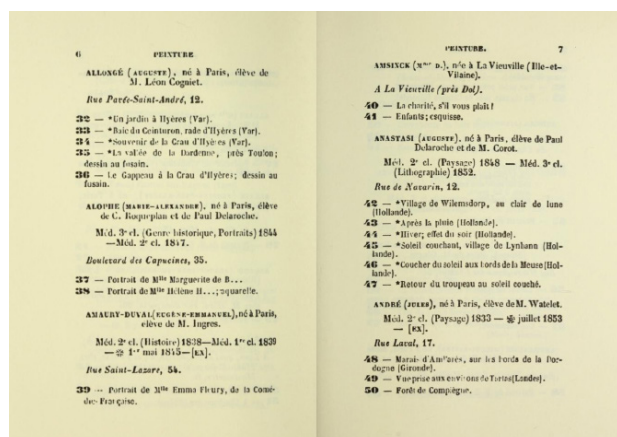 6
PEINTURE
ALLONGÉ (AUGUSTE), né à Paris, élève de
M. Léon Cogniet.
Rue Pavée-Saint-André, 12.
32 — *Un jardin à Hyères (Var).
33 — *Baie du Ceinturon, rade d'Hyères (Var).
34 — *Souvenir de la Crau d'Hyères (Var).
35 — *La vallée de la Dardenne, près Toulon;
dessin au fusain.
36 — Le Gappeau à la Crau d'Hyères; dessin au
fusain.
ALOPHE (MARIE-ALEXANDRE), né à Paris, élève
de C. Roqueplan et de Paul Delaroche.
Méd. 3e cl. (Genre historique, Portraits) 1844
— Méd. 2e cl. 1847.
Boulevard des Capucines, 35.
37 — Portrait de Mlle Marguerite de B...
38 — Portrait de Mlle Hélène H...; aquarelle.
AMAURY-DUVAL (EUGÈNE-EMMANUEL), né à Paris,
élève de M. Ingres.
Méd. 2e cl. (Histoire) 1838—Méd. 1re cl. 1839
— ✻ 1er mai 1845—[EX].
Rue Saint-Lazare, 54.
39 — Portrait de Mlle Emma Fleury, de la Comé-
die-Française.
PEINTURE.
7
AMSINCK (Mme D.), née à La Vieuville (Ille-et-
Vilaine).
A La Vieuville (près Dol).
40 — La charité, s'il vous plaît!
41 — Enfants; esquisse.
ANASTASI (AUGUSTE), né à Paris, élève de Paul
Delaroche et de M. Corot.
Méd. 2e cl. (Paysage) 1848 — Méd. 3e cl.
(Lithographie) 1852.
Rue de Navarin, 12.
42 — *Village de Wilemsdorp, au clair de lune
(Hollande).
43 — *Après la pluie (Hollande).
44 — *Hiver; effet du soir (Hollande).
45 — *Soleil couchant, village de Lynbann (Hol-
lande).
46 — *Coucher du soleil aux bords de la Meuse (Hol-
lande).
47 — *Retour du troupeau au soleil couché.
ANDRÉ (JULES), né à Paris, élève de M. Watelet.
Méd. 2e cl. (Paysage) 1833 — ✻ juillet 1853
— [EX].
Rue Laval, 17.
48 — Marais d'Ambarès, sur les bords de la Dor-
dogne (Gironde).
49 — Vue prise aux environs de Tartas (Landes).
50 — Forêt de Compiègne.